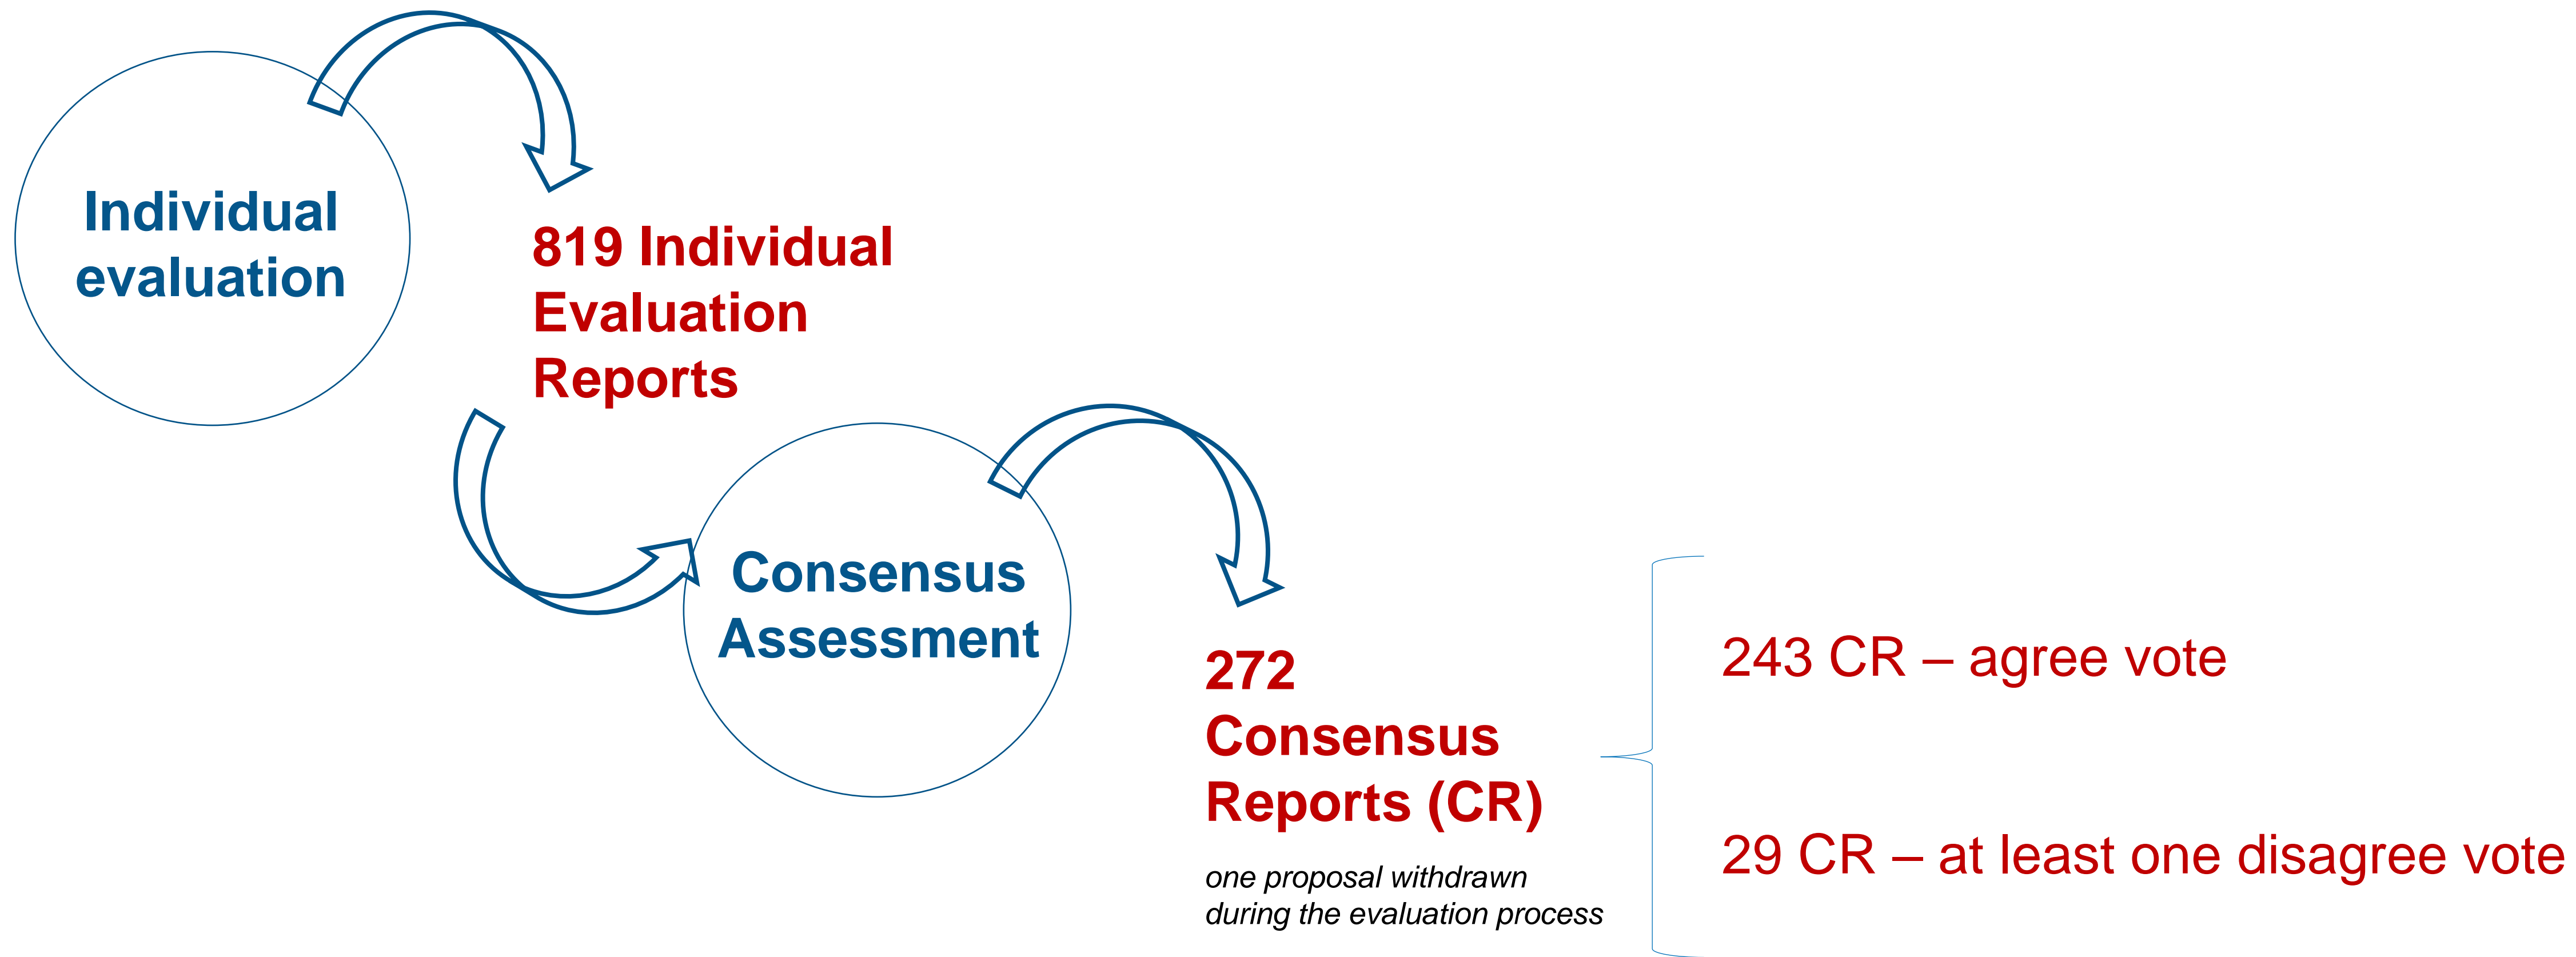 Individual
evaluation
819 Individual
Evaluation
Reports
Consensus
Assessment
272
Consensus
Reports (CR)
one proposal withdrawn
during the evaluation process
243 CR – agree vote
29 CR – at least one disagree vote